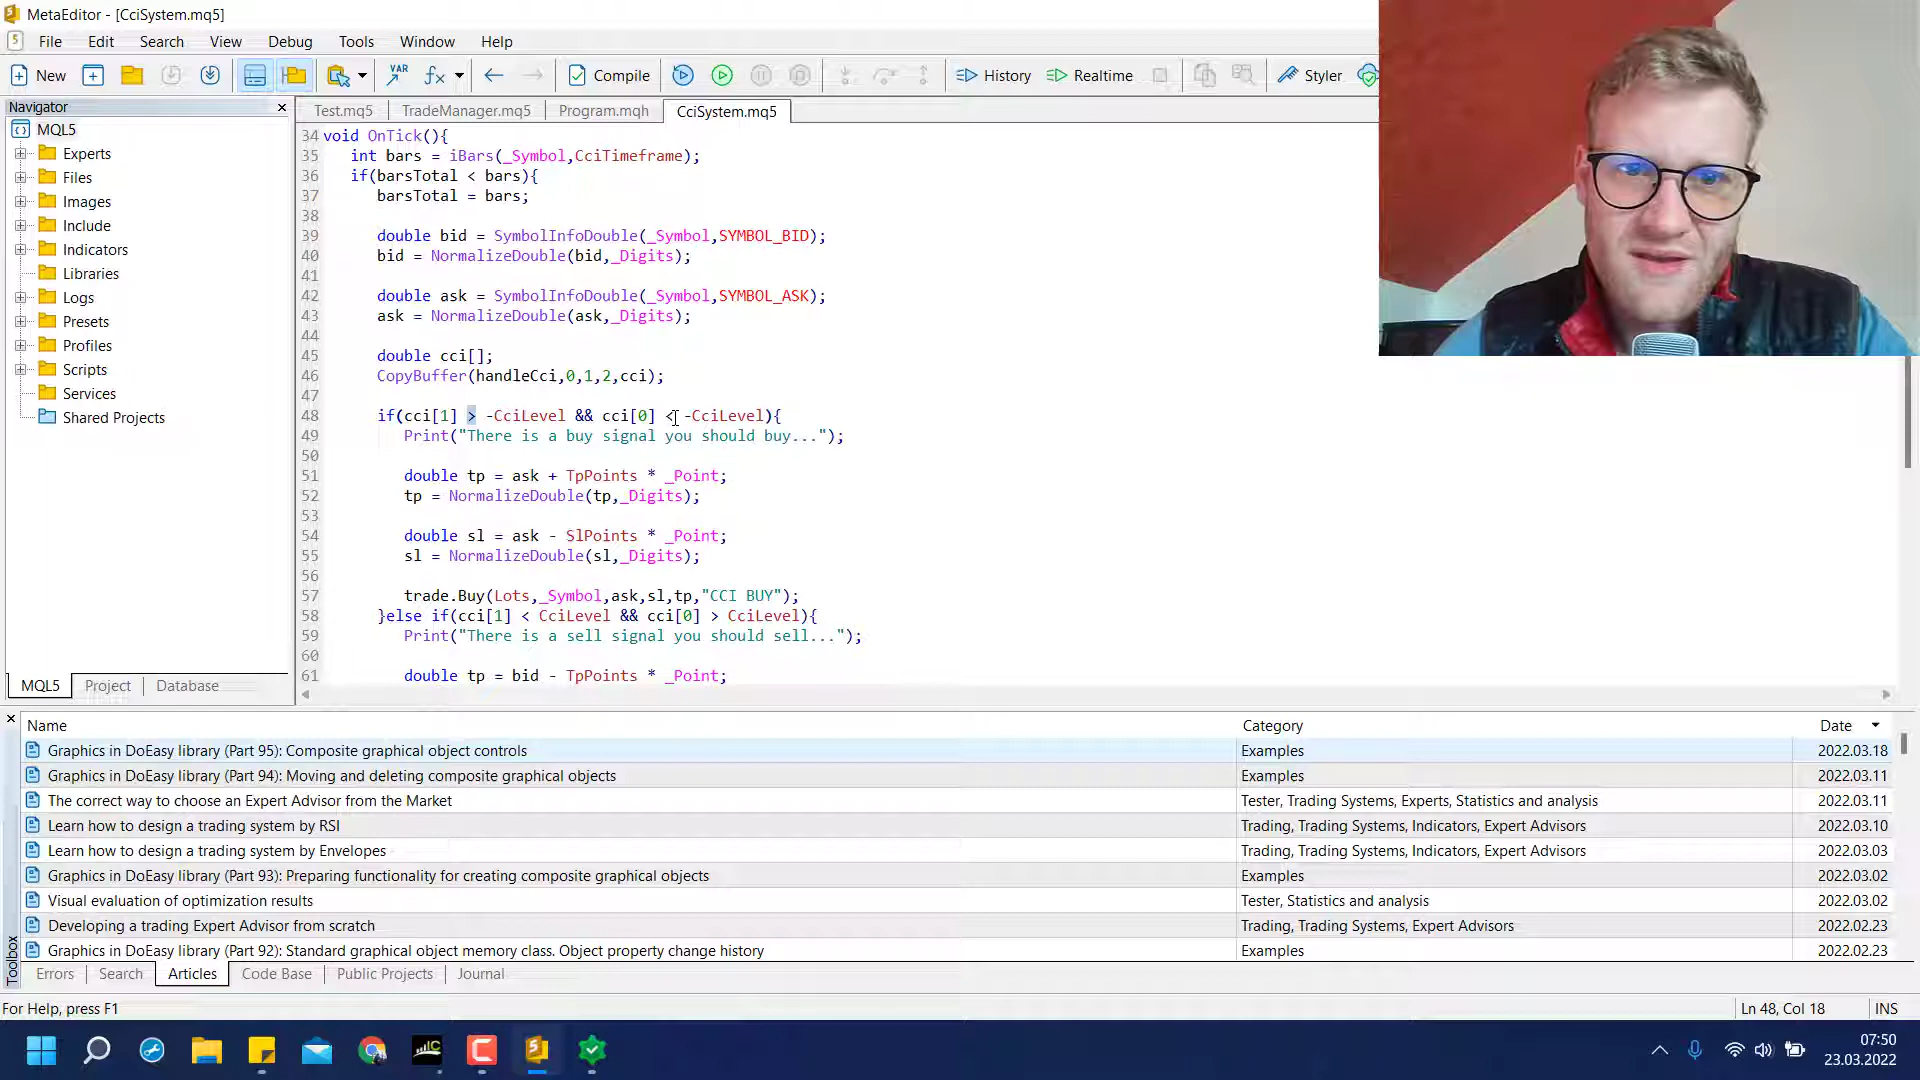 MetaEditor - [CciSystem.mq5]
File Edit Search View Debug Tools Window Help
New VAR fx Compile History Realtime Styler
Navigator
MQL5
Experts
Files
Images
Include
Indicators
Libraries
Logs
Presets
Profiles
Scripts
Services
Shared Projects
MQL5 Project Database
Test.mq5 TradeManager.mq5 Program.mqh CciSystem.mq5
34 void OnTick(){
35 int bars = iBars(_Symbol,CciTimeframe);
36 if(barsTotal < bars){
37 barsTotal = bars;
38
39 double bid = SymbolInfoDouble(_Symbol,SYMBOL_BID);
40 bid = NormalizeDouble(bid,_Digits);
41
42 double ask = SymbolInfoDouble(_Symbol,SYMBOL_ASK);
43 ask = NormalizeDouble(ask,_Digits);
44
45 double cci[];
46 CopyBuffer(handleCci,0,1,2,cci);
47
48 if(cci[1] > -CciLevel && cci[0] < -CciLevel){
49 Print("There is a buy signal you should buy...");
50
51 double tp = ask + TpPoints * _Point;
52 tp = NormalizeDouble(tp,_Digits);
53
54 double sl = ask - SlPoints * _Point;
55 sl = NormalizeDouble(sl,_Digits);
56
57 trade.Buy(Lots,_Symbol,ask,sl,tp,"CCI BUY");
58 }else if(cci[1] < CciLevel && cci[0] > CciLevel){
59 Print("There is a sell signal you should sell...");
60
61 double tp = bid - TpPoints * _Point;
Name Category Date
Graphics in DoEasy library (Part 95): Composite graphical object controls Examples 2022.03.18
Graphics in DoEasy library (Part 94): Moving and deleting composite graphical objects Examples 2022.03.11
The correct way to choose an Expert Advisor from the Market Tester, Trading Systems, Experts, Statistics and analysis 2022.03.11
Learn how to design a trading system by RSI Trading, Trading Systems, Indicators, Expert Advisors 2022.03.10
Learn how to design a trading system by Envelopes Trading, Trading Systems, Indicators, Expert Advisors 2022.03.03
Graphics in DoEasy library (Part 93): Preparing functionality for creating composite graphical objects Examples 2022.03.02
Visual evaluation of optimization results Tester, Statistics and analysis 2022.03.02
Developing a trading Expert Advisor from scratch Trading, Trading Systems, Expert Advisors 2022.02.23
Graphics in DoEasy library (Part 92): Standard graphical object memory class. Object property change history Examples 2022.02.23
Toolbox
Errors Search Articles Code Base Public Projects Journal
For Help, press F1 Ln 48, Col 18 INS
IC
07:50
23.03.2022